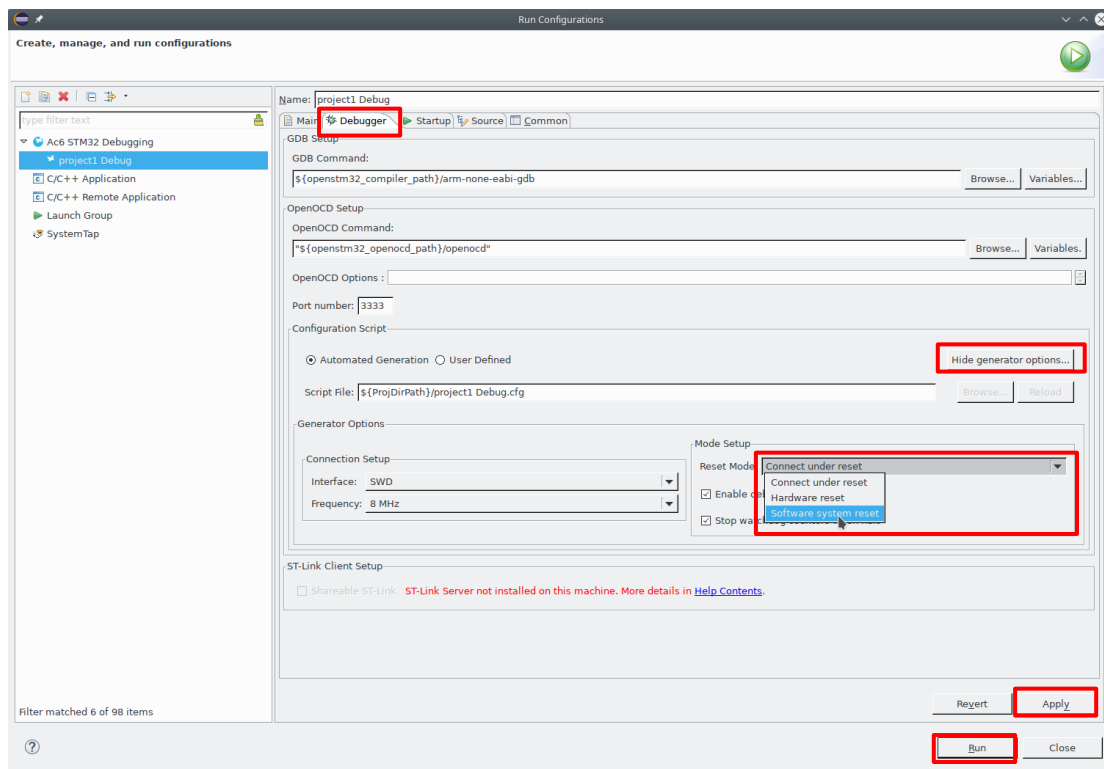 Run Configurations
Create, manage, and run configurations
Name: project1 Debug
type filter text
Main Debugger Startup Source Common
Ac6 STM32 Debugging
project1 Debug
C/C++ Application
C/C++ Remote Application
Launch Group
SystemTap
GDB Setup
GDB Command:
${openstm32_compiler_path}/arm-none-eabi-gdb Browse... Variables...
OpenOCD Setup
OpenOCD Command:
"${openstm32_openocd_path}/openocd" Browse... Variables.
OpenOCD Options :
Port number: 3333
Configuration Script
Automated Generation User Defined Hide generator options...
Script File: ${ProjDirPath}/project1 Debug.cfg Browse... Reload
Generator Options
Connection Setup
Interface: SWD
Frequency: 8 MHz
Mode Setup
Reset Mode Connect under reset
Connect under reset
Hardware reset
Software system reset
Enable de
Stop wat
ST-Link Client Setup
Shareable ST-Link ST-Link Server not installed on this machine. More details in Help Contents.
Revert Apply
Filter matched 6 of 98 items
Run Close